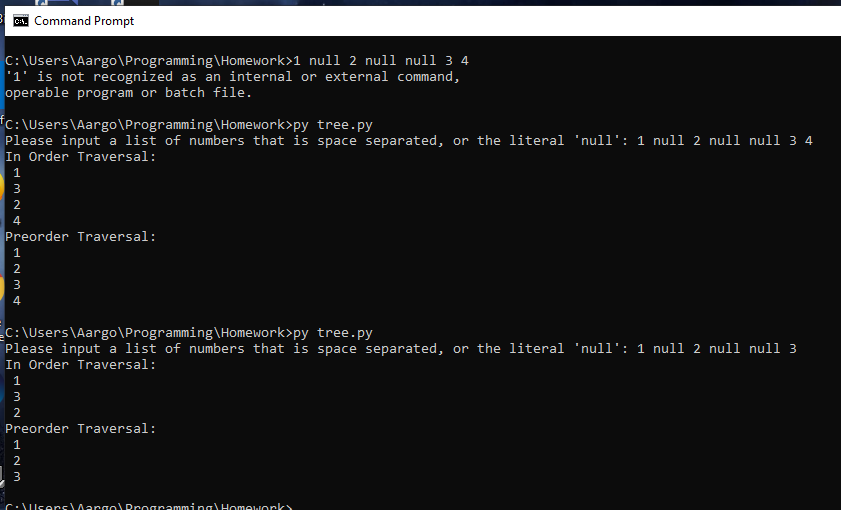 Command Prompt
C:\Users\Aargo\Programming\Homework>1 null 2 null null 3 4
'1' is not recognized as an internal or external command,
operable program or batch file.
C:\Users\Aargo\Programming\Homework>py tree.py
Please input a list of numbers that is space separated, or the literal 'null': 1 null 2 null null 3 4
In Order Traversal:
1
3
2
4
Preorder Traversal:
1
2
3
4
C:\Users\Aargo\Programming\Homework>py tree.py
Please input a list of numbers that is space separated, or the literal 'null': 1 null 2 null null 3
In Order Traversal:
1
3
2
Preorder Traversal:
1
2
3
C:\Users\Aargo\Programming\Homework>